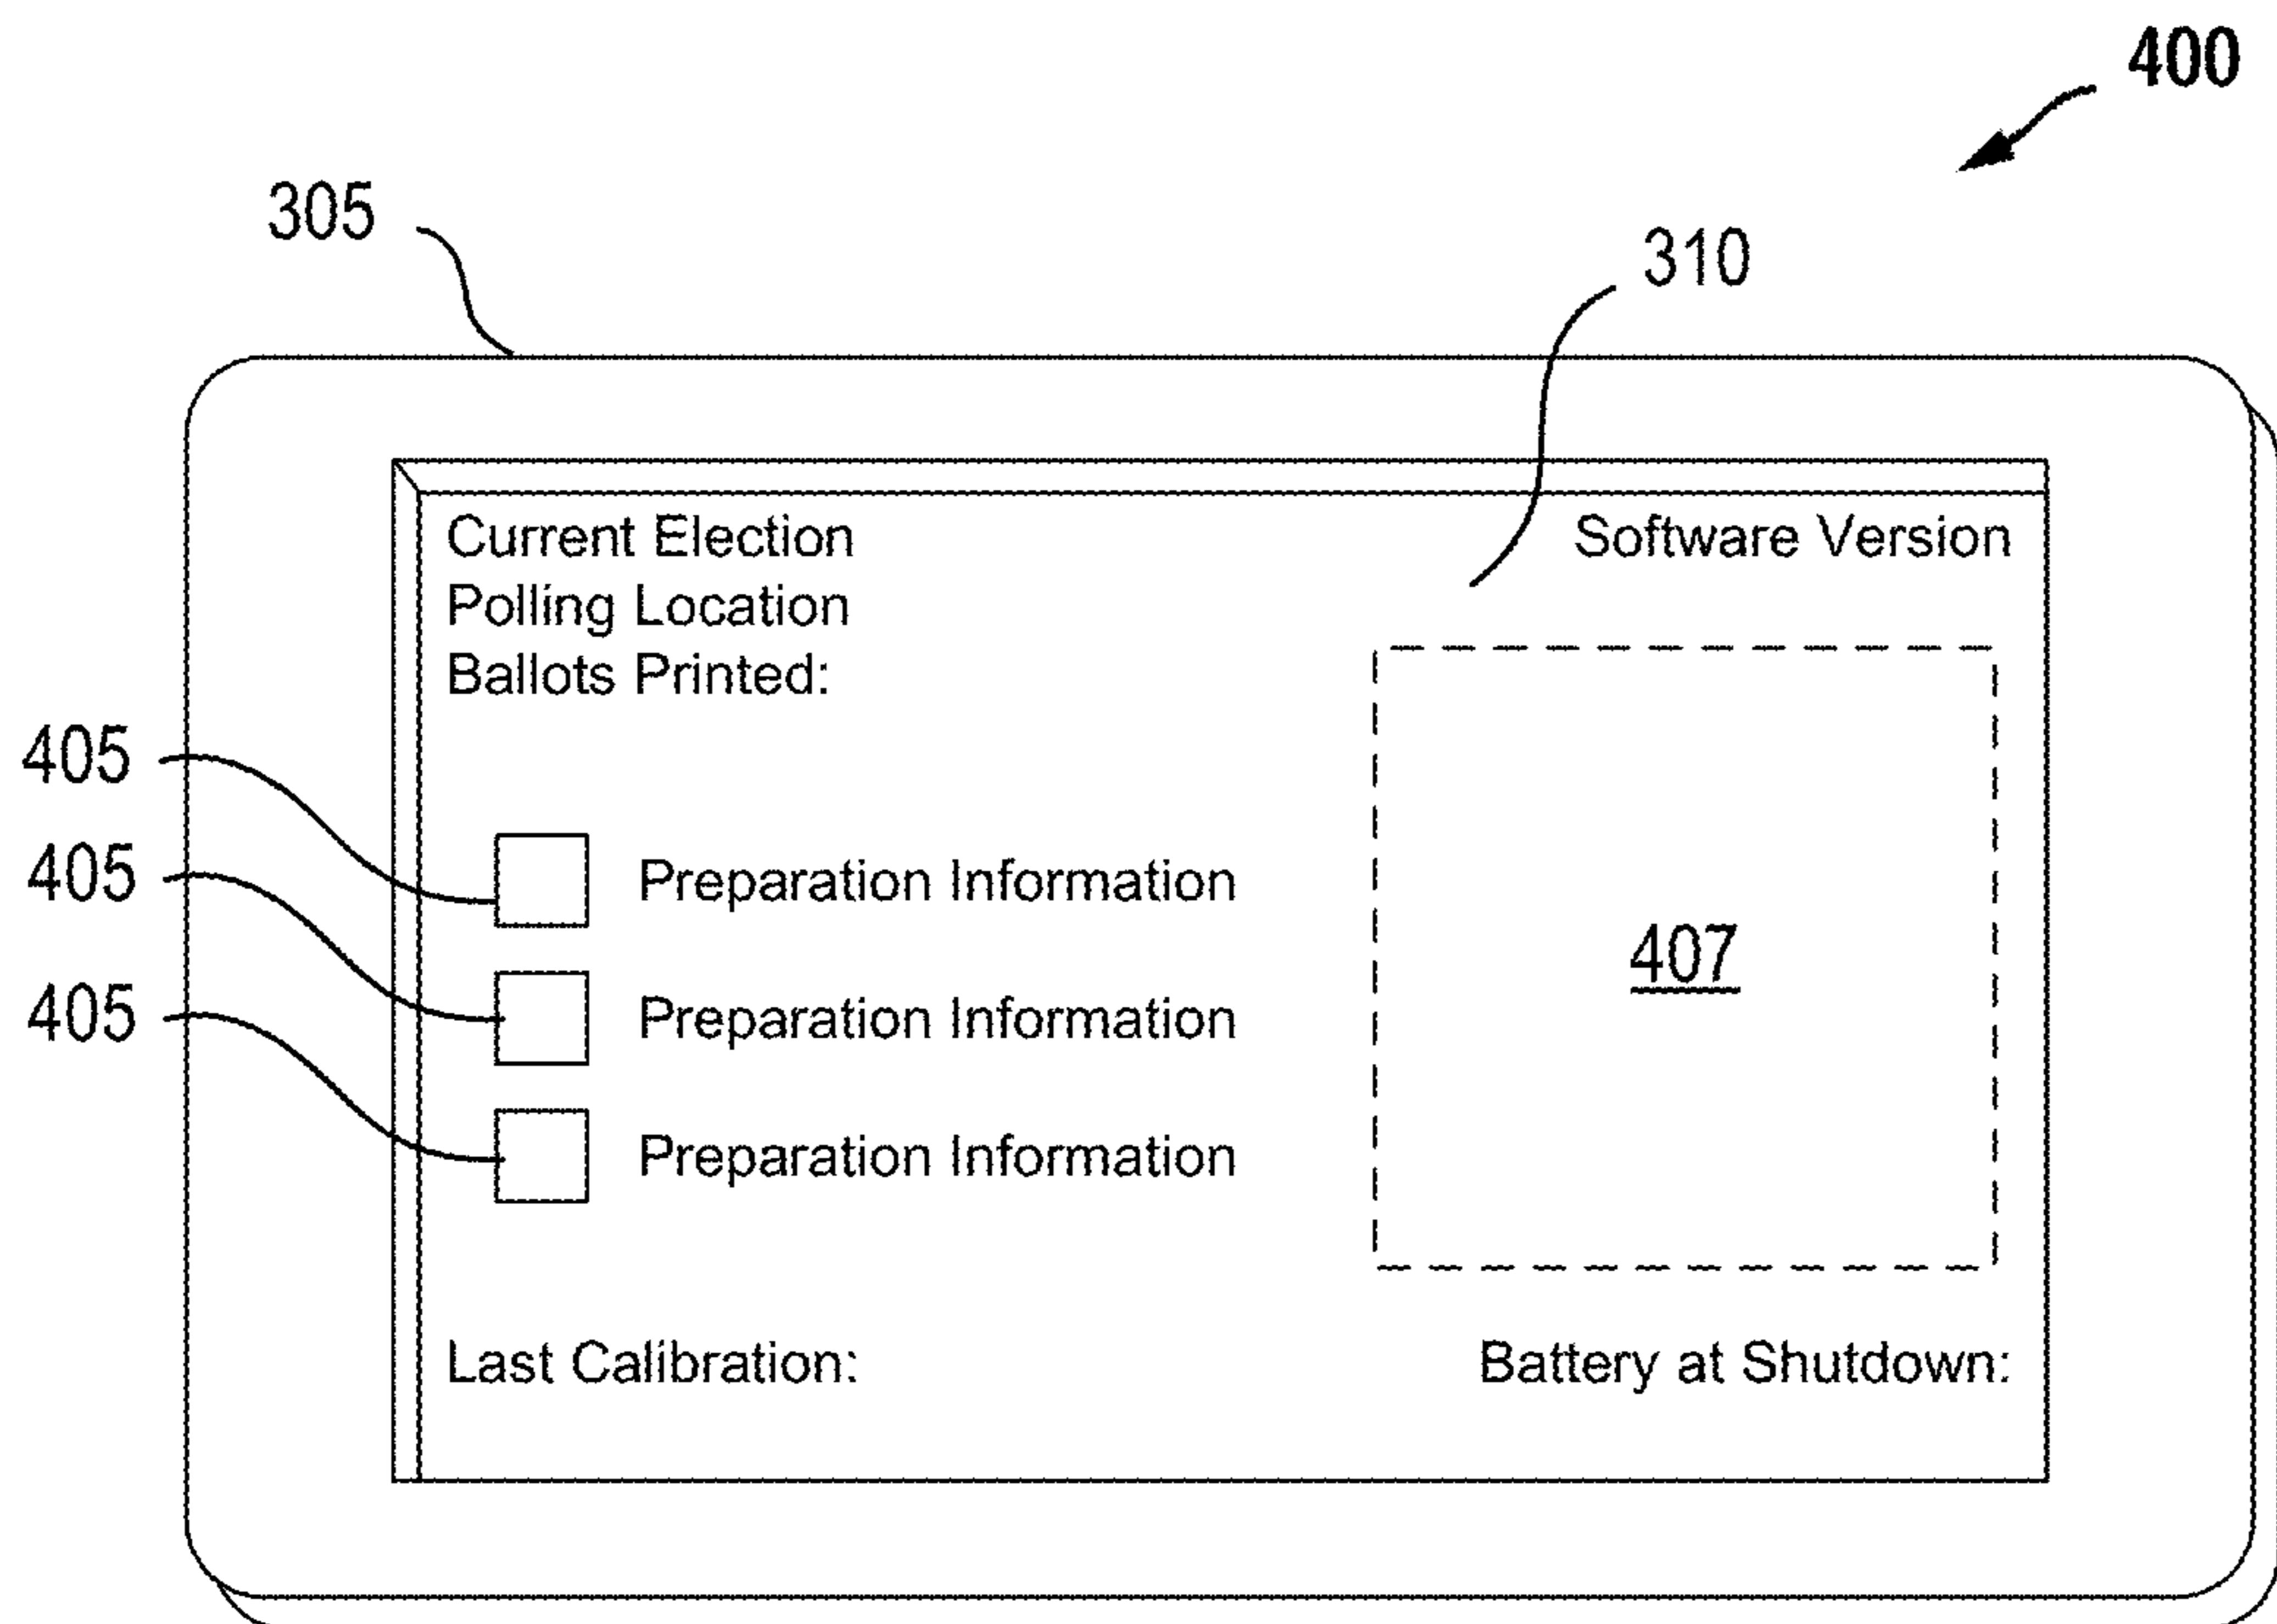 400
305
310
Current Election
Software Version
Polling Location
Ballots Printed:
405
405
405
Preparation Information
Preparation Information
Preparation Information
407
Last Calibration:
Battery at Shutdown: